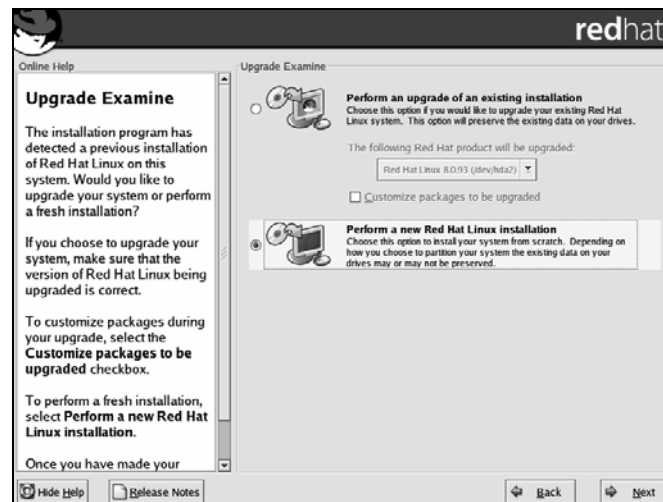 redhat
Online Help
Upgrade Examine
The installation program has
detected a previous installation
of Red Hat Linux on this
system. Would you like to
upgrade your system or perform
a fresh installation?
If you choose to upgrade your
system, make sure that the
version of Red Hat Linux being
upgraded is correct.
To customize packages during
your upgrade, select the
Customize packages to be
upgraded checkbox.
To perform a fresh installation,
select Perform a new Red Hat
Linux installation.
Once you have made your
Upgrade Examine
Perform an upgrade of an existing installation
Choose this option if you would like to upgrade your existing Red Hat
Linux system. This option will preserve the existing data on your drives.
The following Red Hat product will be upgraded:
Red Hat Linux 8.0.93 (/dev/hda2)
Customize packages to be upgraded
Perform a new Red Hat Linux installation
Choose this option to install your system from scratch. Depending on
how you choose to partition your system the existing data on your
drives may or may not be preserved.
Hide Help
Release Notes
Back
Next